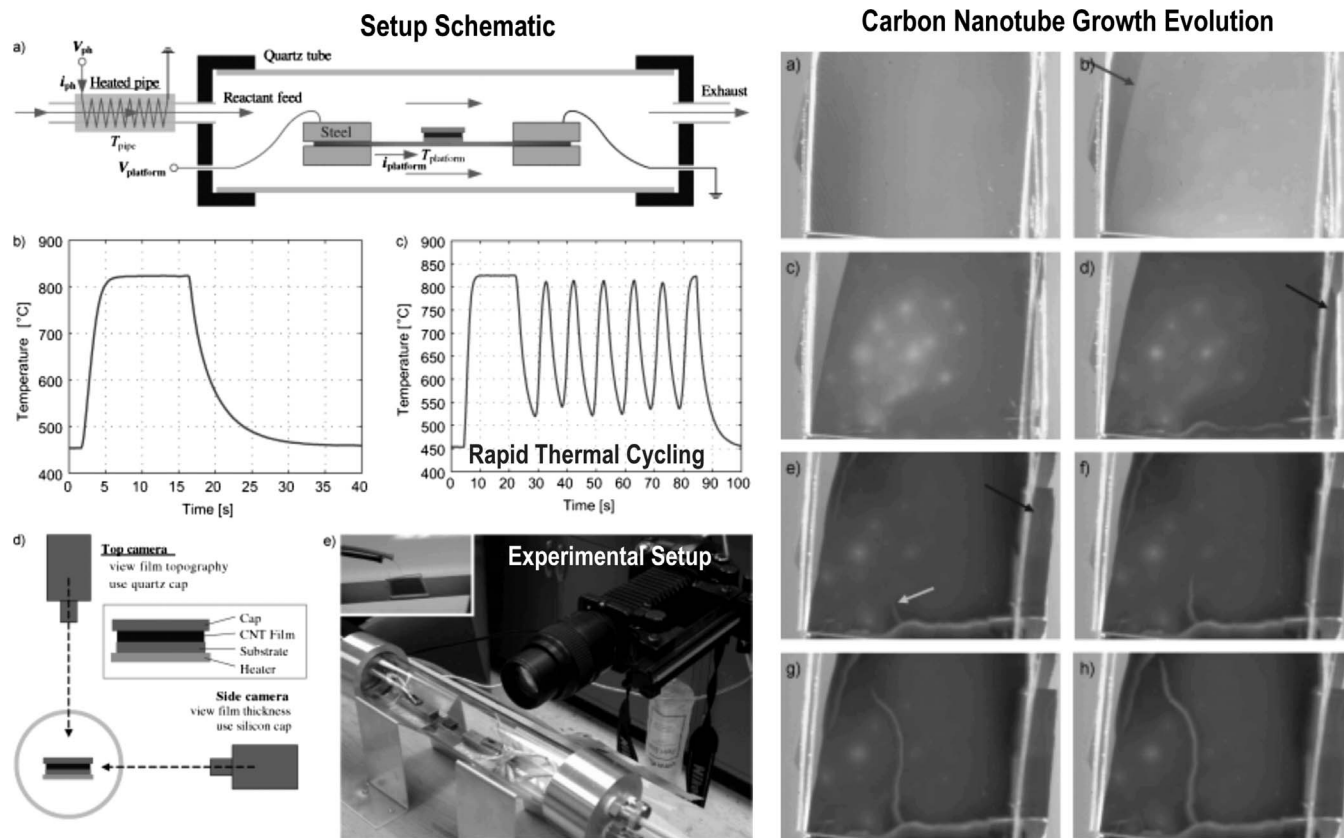 Setup Schematic
a)
V_ph
i_ph
Heated pipe
T_pipe
Reactant feed
Quartz tube
Exhaust
Steel
V_platform
i_platform
T_platform
b)
900
800
700
600
500
400
Temperature [°C]
0 5 10 15 20 25 30 35 40
Time [s]
c)
900
850
800
750
700
650
600
550
500
450
400
Temperature [°C]
Rapid Thermal Cycling
0 10 20 30 40 50 60 70 80 90 100
Time [s]
d)
Top camera
view film topography
use quartz cap
Cap
CNT Film
Substrate
Heater
Side camera
view film thickness
use silicon cap
e)
Experimental Setup
Carbon Nanotube Growth Evolution
a)
b)
c)
d)
e)
f)
g)
h)